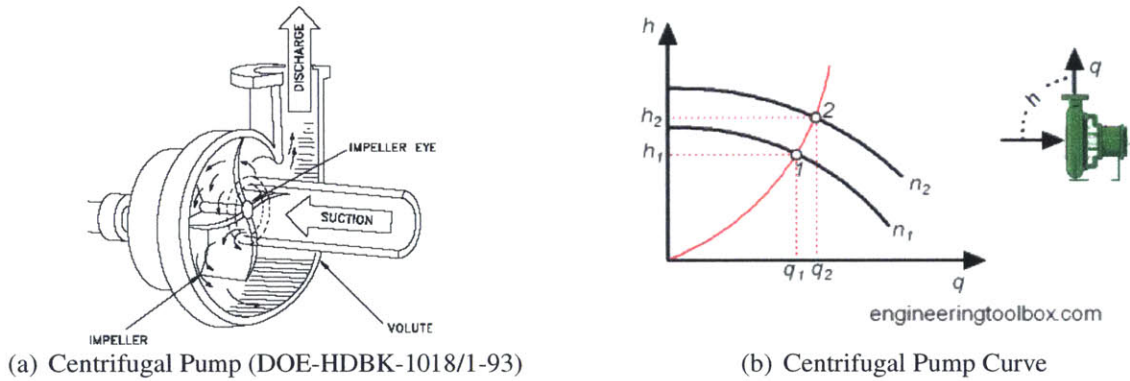 DISCHARGE
IMPELLER EYE
SUCTION
IMPELLER
VOLUTE
(a) Centrifugal Pump (DOE-HDBK-1018/1-93)
h
h2
h1
2
1
n2
n1
q1 q2
q
q
h
engineeringtoolbox.com
(b) Centrifugal Pump Curve